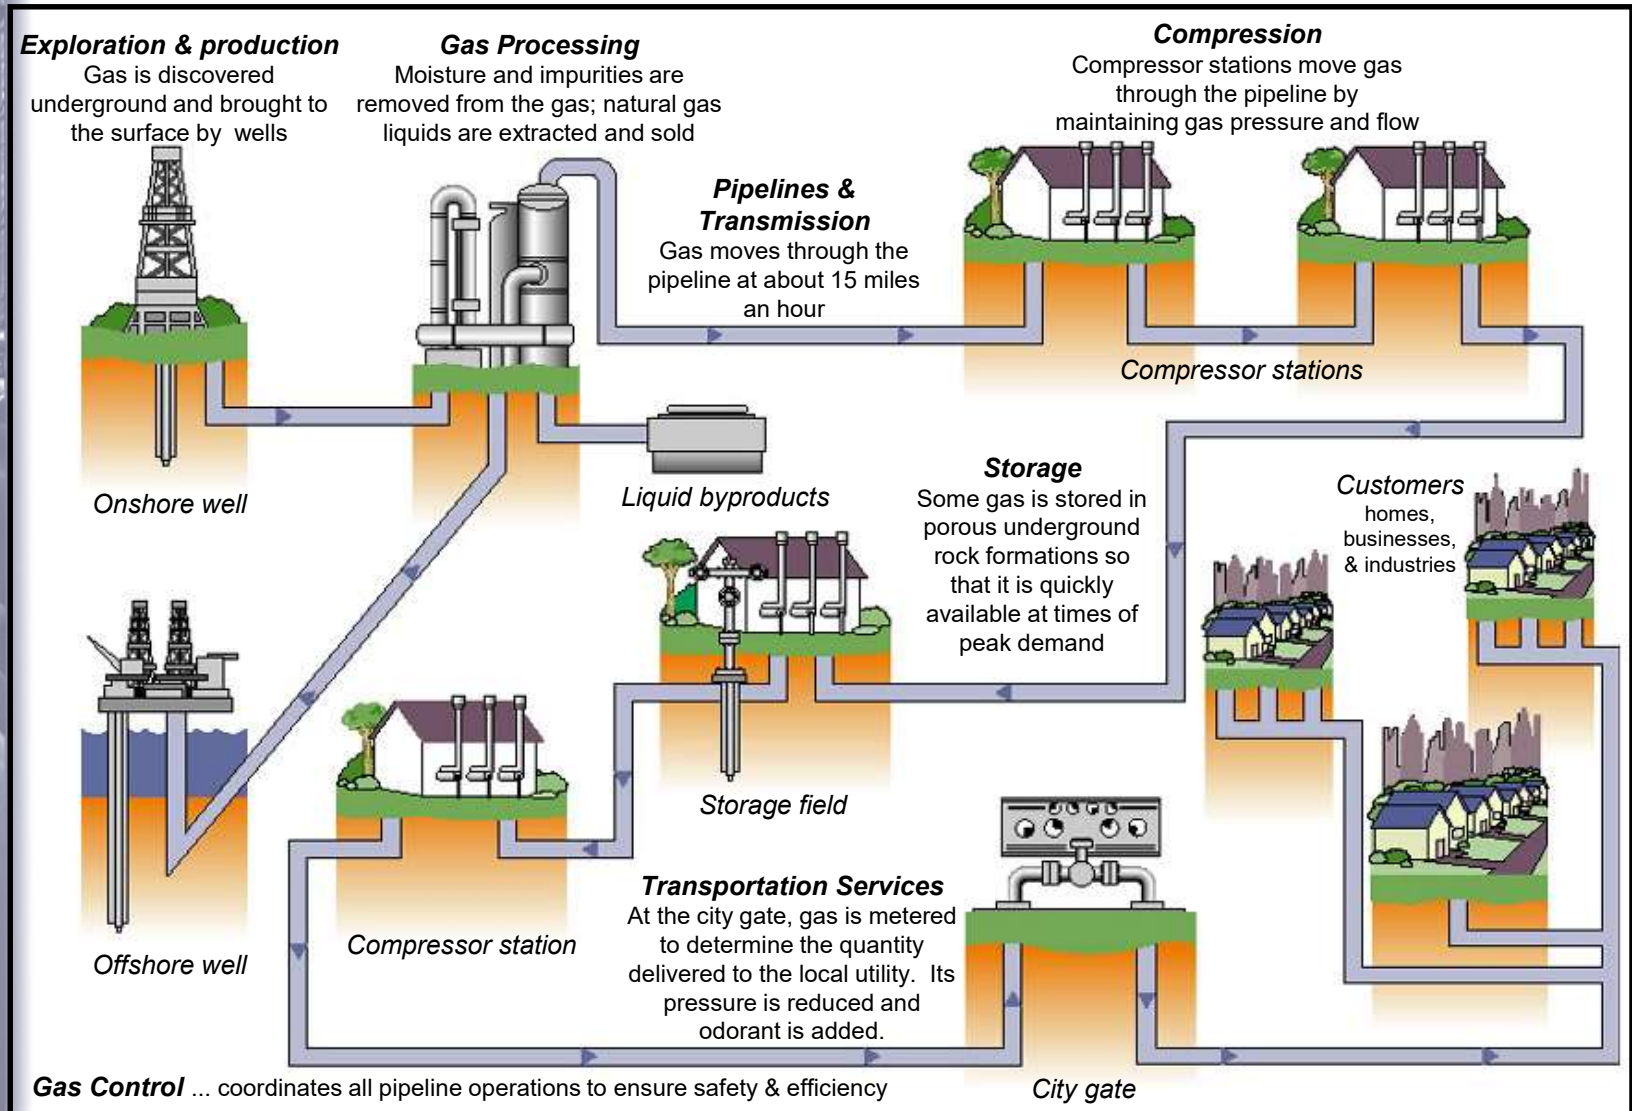 Exploration & production
Gas is discovered
underground and brought to
the surface by wells
Gas Processing
Moisture and impurities are
removed from the gas; natural gas
liquids are extracted and sold
Compression
Compressor stations move gas
through the pipeline by
maintaining gas pressure and flow
Pipelines &
Transmission
Gas moves through the
pipeline at about 15 miles
an hour
Compressor stations
Onshore well
Liquid byproducts
Storage
Some gas is stored in
porous underground
rock formations so
that it is quickly
available at times of
peak demand
Customers
homes,
businesses,
& industries
Storage field
Offshore well
Compressor station
Transportation Services
At the city gate, gas is metered
to determine the quantity
delivered to the local utility.  Its
pressure is reduced and
odorant is added.
City gate
Gas Control ... coordinates all pipeline operations to ensure safety & efficiency